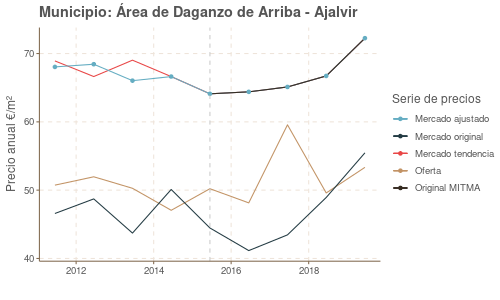 Municipio: Área de Daganzo de Arriba - Ajalvir
Precio anual €/m²
70
60
50
40
2012
2014
2016
2018
Serie de precios
Mercado ajustado
Mercado original
Mercado tendencia
Oferta
Original MITMA